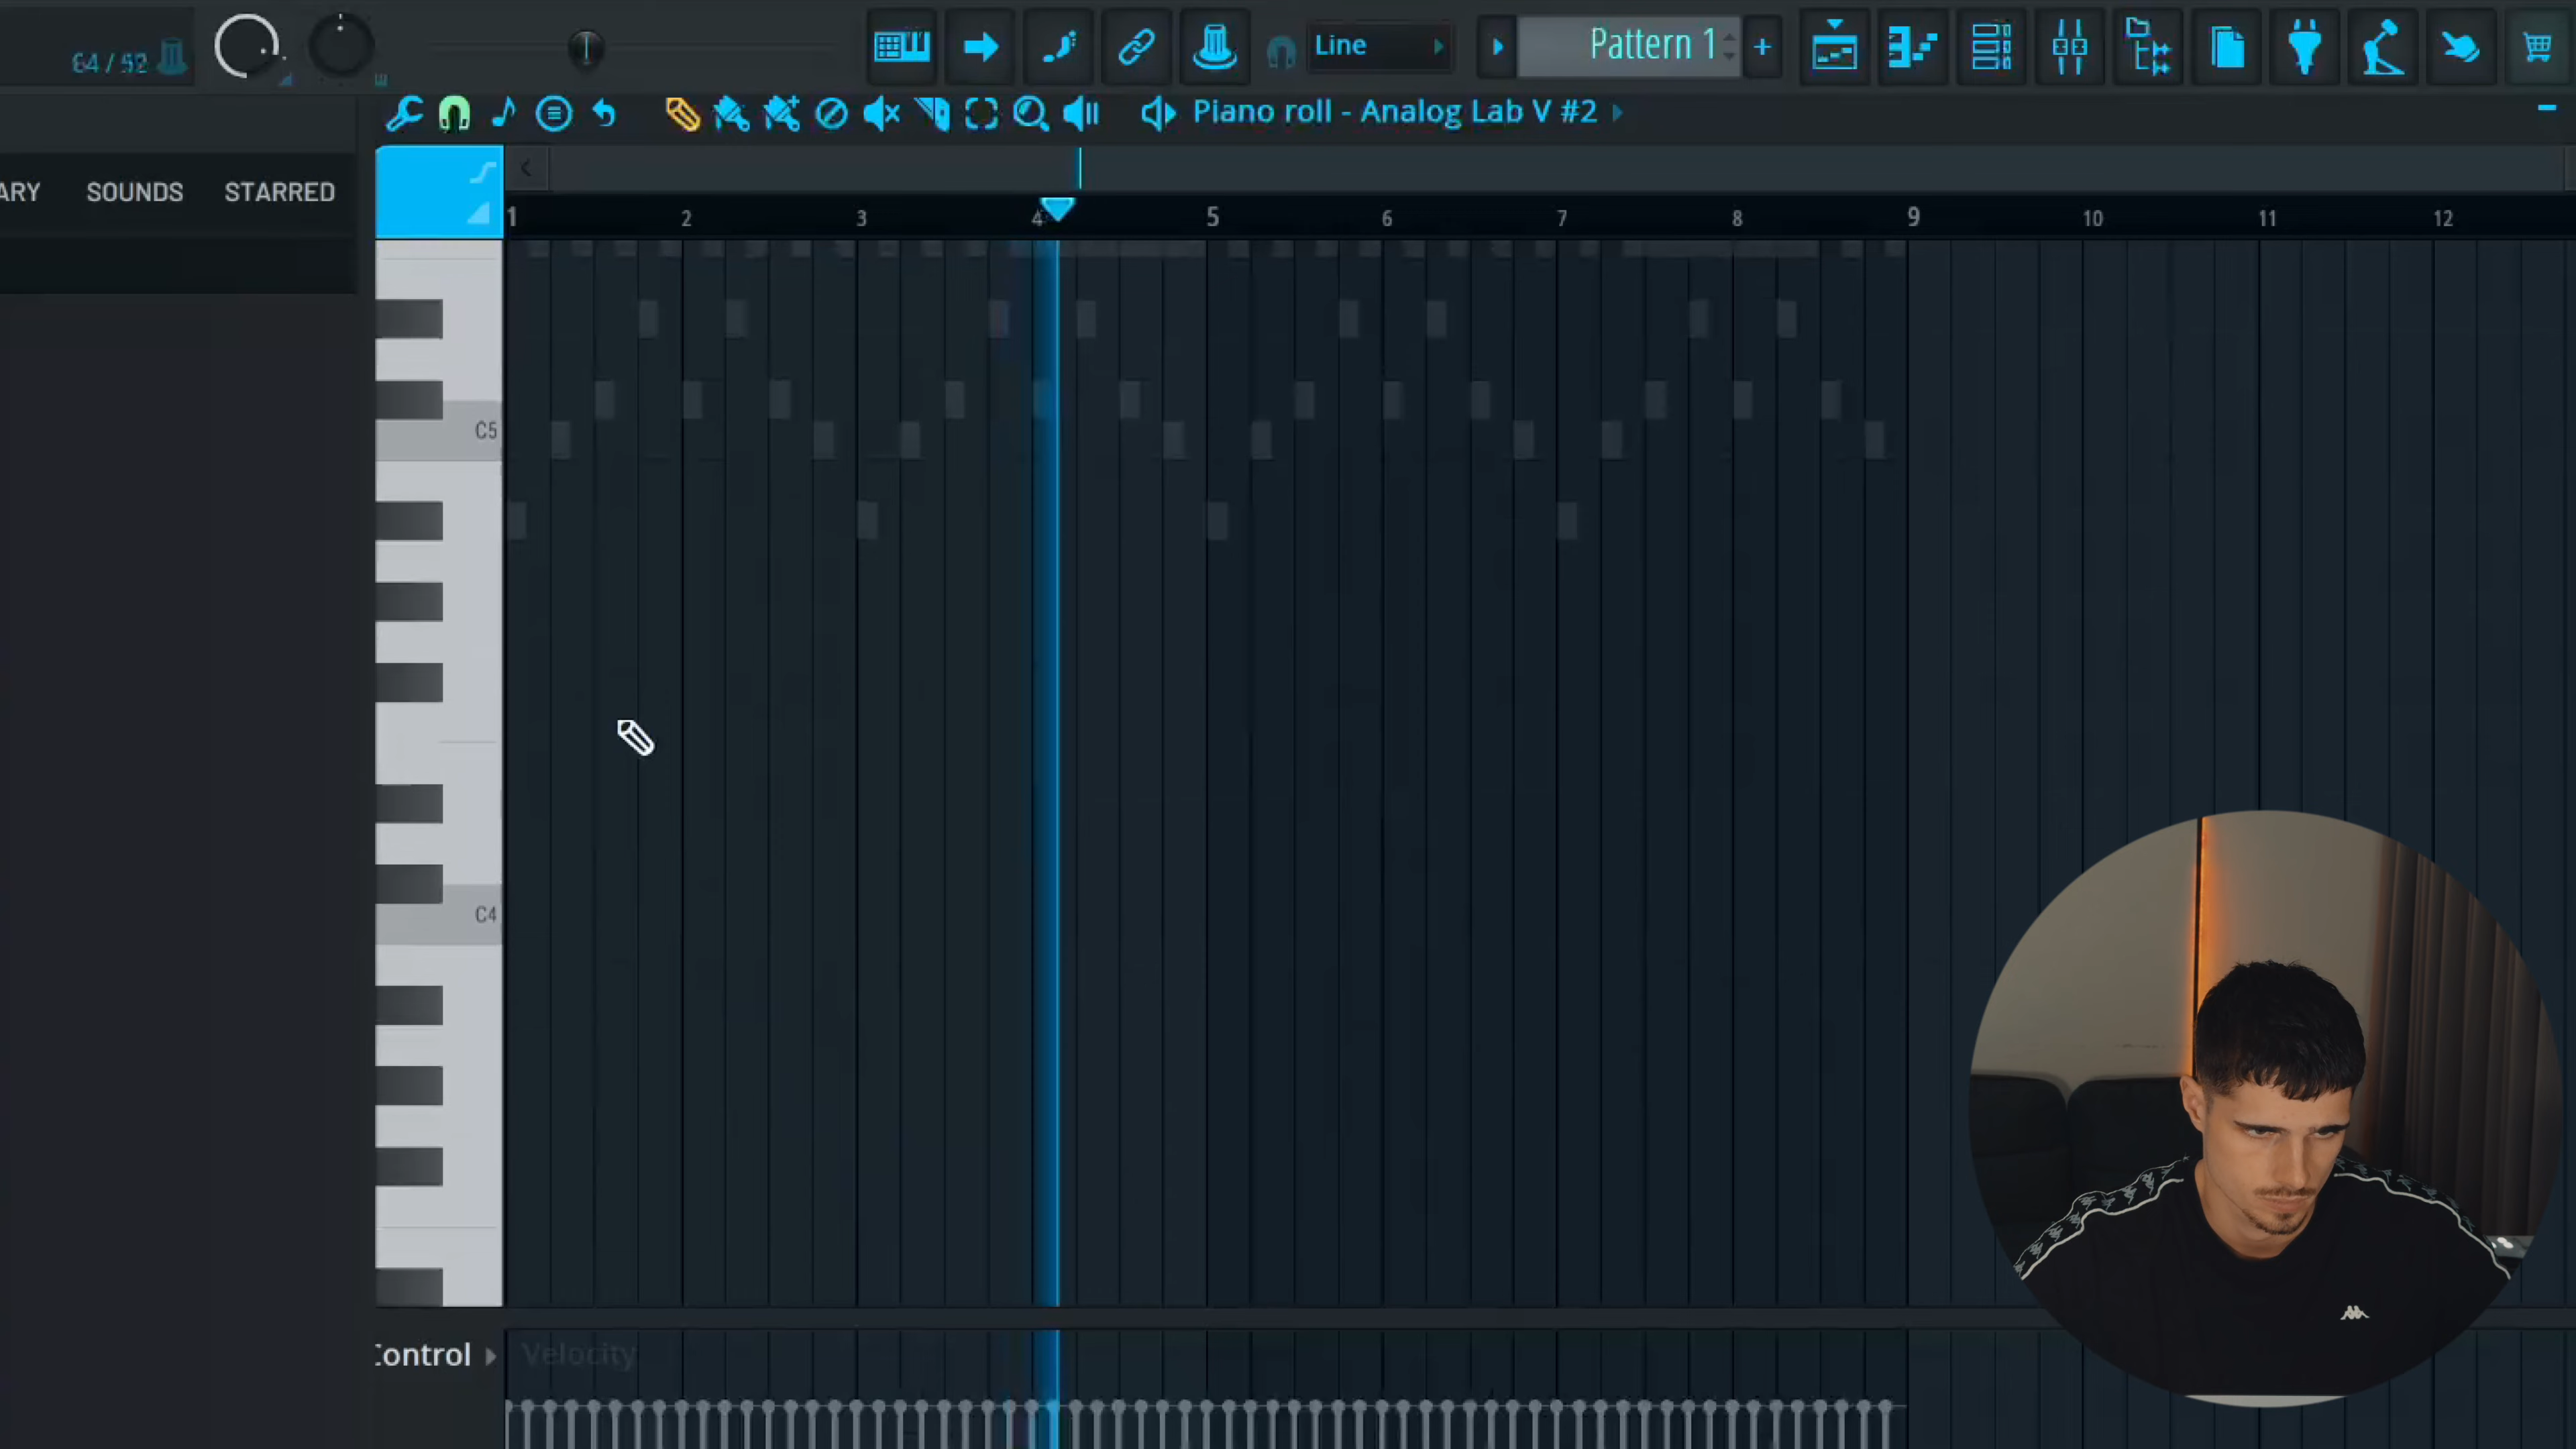 64 / 52
Line
Pattern 1
+
Piano roll - Analog Lab V #2
ARY SOUNDS STARRED
1 2 3 4 5 6 7 8 9 10 11 12
C5
C4
Control
Velocity